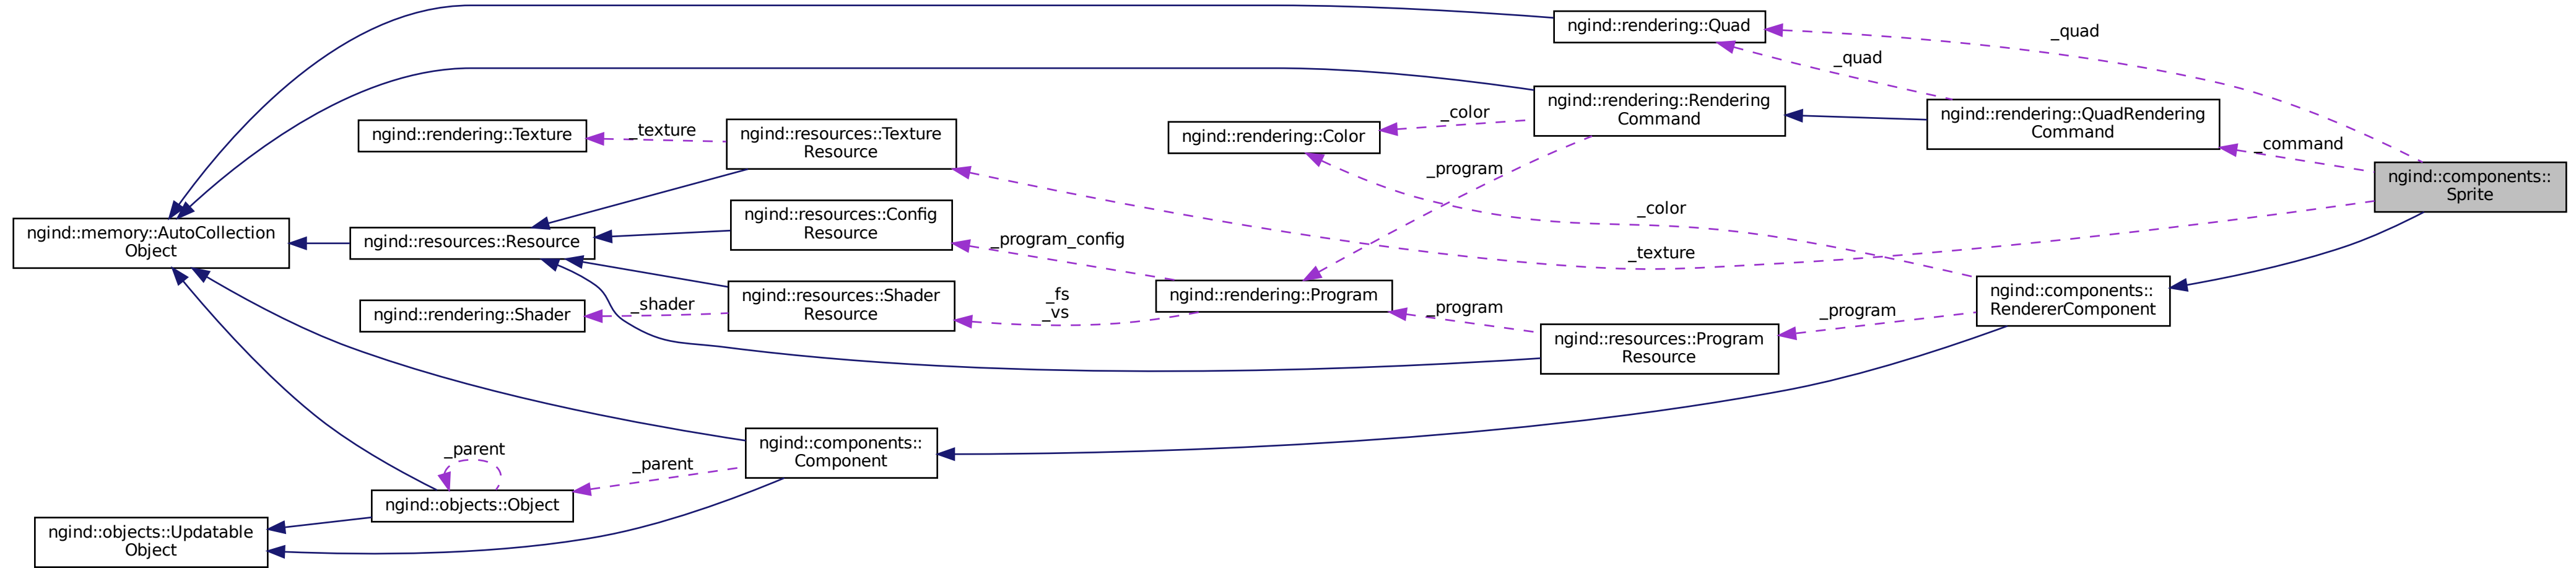 ngind::rendering::Quad
_quad
_quad
ngind::rendering::Rendering
Command
ngind::rendering::QuadRendering
Command
_color
ngind::rendering::Texture
_texture
ngind::resources::Texture
Resource
ngind::rendering::Color
_command
_program
ngind::components::
Sprite
ngind::resources::Config
Resource
_color
ngind::memory::AutoCollection
Object
ngind::resources::Resource
_program_config
_texture
ngind::rendering::Shader
_shader
ngind::resources::Shader
Resource
_fs
_vs
ngind::rendering::Program
_program
ngind::resources::Program
Resource
_program
ngind::components::
RendererComponent
_parent
ngind::objects::Object
_parent
ngind::components::
Component
ngind::objects::Updatable
Object